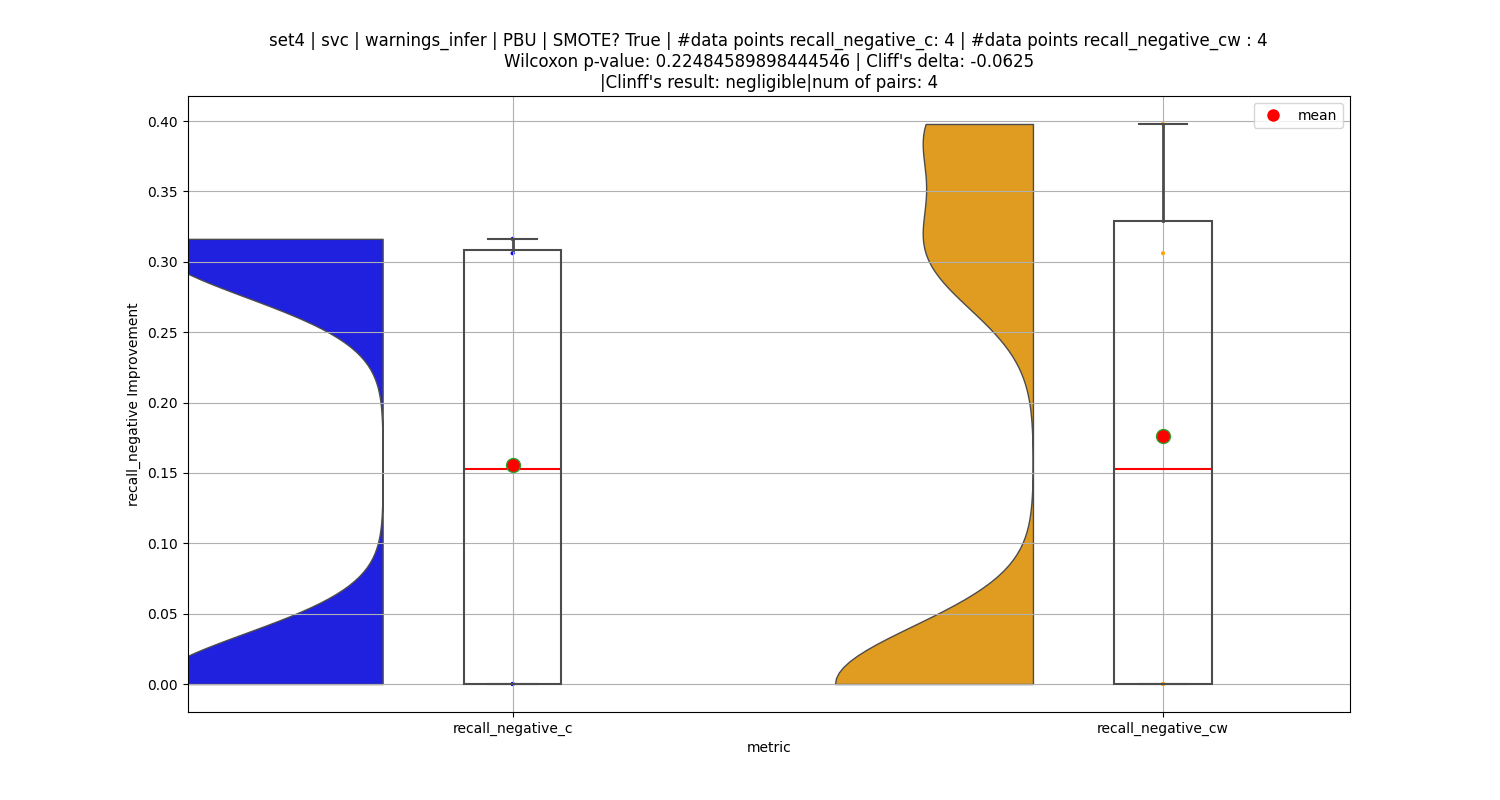 set4 | svc | warnings_infer | PBU | SMOTE? True | #data points recall_negative_c: 4 | #data points recall_negative_cw : 4
Wilcoxon p-value: 0.22484589898444546 | Cliff's delta: -0.0625
|Clinff's result: negligible|num of pairs: 4
mean
0.40
0.35
0.30
0.25
0.20
0.15
0.10
0.05
0.00
recall_negative Improvement
recall_negative_c
recall_negative_cw
metric